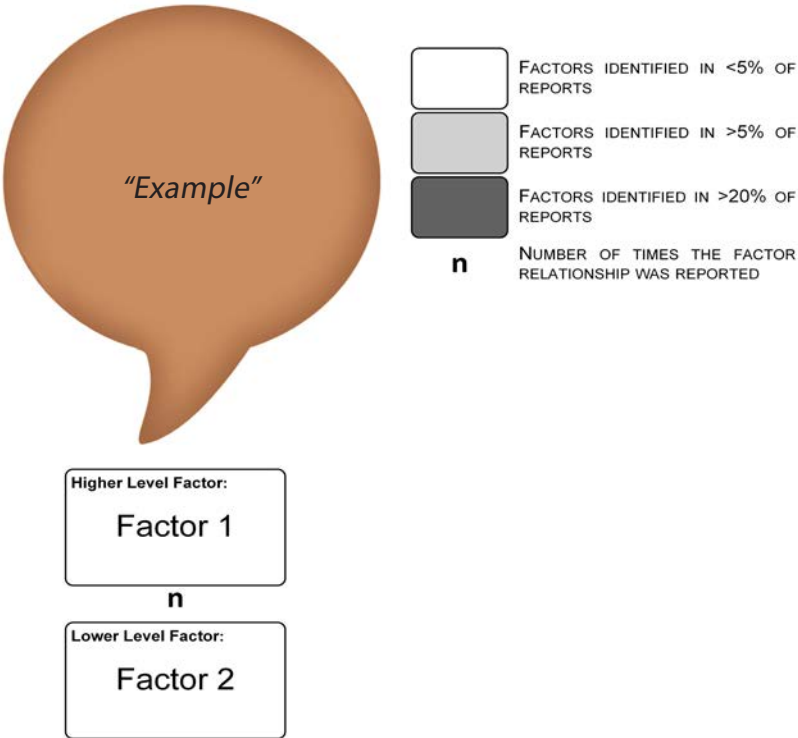 “Example”
FACTORS IDENTIFIED IN <5% OF
REPORTS
FACTORS IDENTIFIED IN >5% OF
REPORTS
FACTORS IDENTIFIED IN >20% OF
REPORTS
n
NUMBER OF TIMES THE FACTOR
RELATIONSHIP WAS REPORTED
Higher Level Factor:
Factor 1
n
Lower Level Factor:
Factor 2